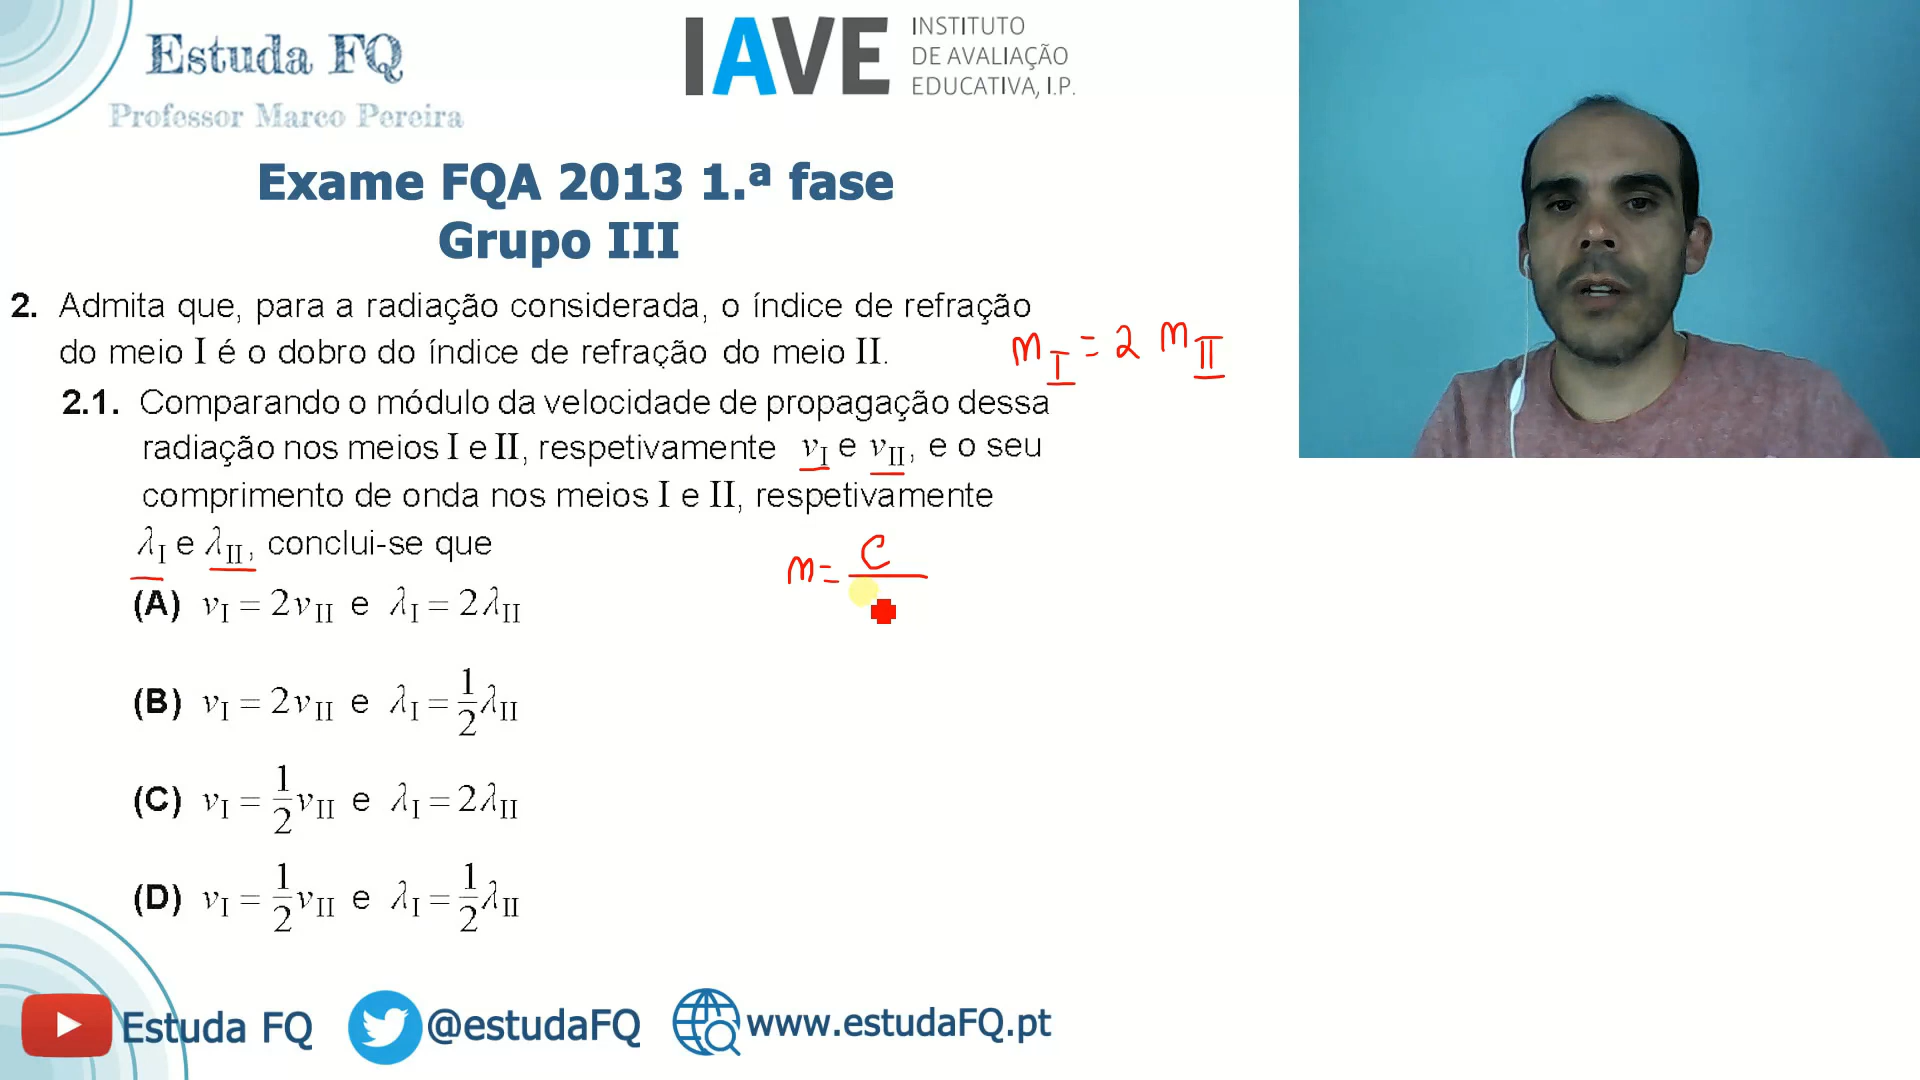 Estuda FQ
Professor Marco Pereira
IAVE
INSTITUTO
DE AVALIAÇÃO
EDUCATIVA, I.P.
Exame FQA 2013 1.ª fase
Grupo III
2. Admita que, para a radiação considerada, o índice de refração
do meio I é o dobro do índice de refração do meio II.
n_I = 2 n_II
2.1. Comparando o módulo da velocidade de propagação dessa
radiação nos meios I e II, respetivamente v_I e v_II, e o seu
comprimento de onda nos meios I e II, respetivamente
λ_I e λ_II, conclui-se que
n = c/
(A) v_I = 2v_II e λ_I = 2λ_II
(B) v_I = 2v_II e λ_I = 1/2 λ_II
(C) v_I = 1/2 v_II e λ_I = 2λ_II
(D) v_I = 1/2 v_II e λ_I = 1/2 λ_II
Estuda FQ @estudaFQ www.estudaFQ.pt